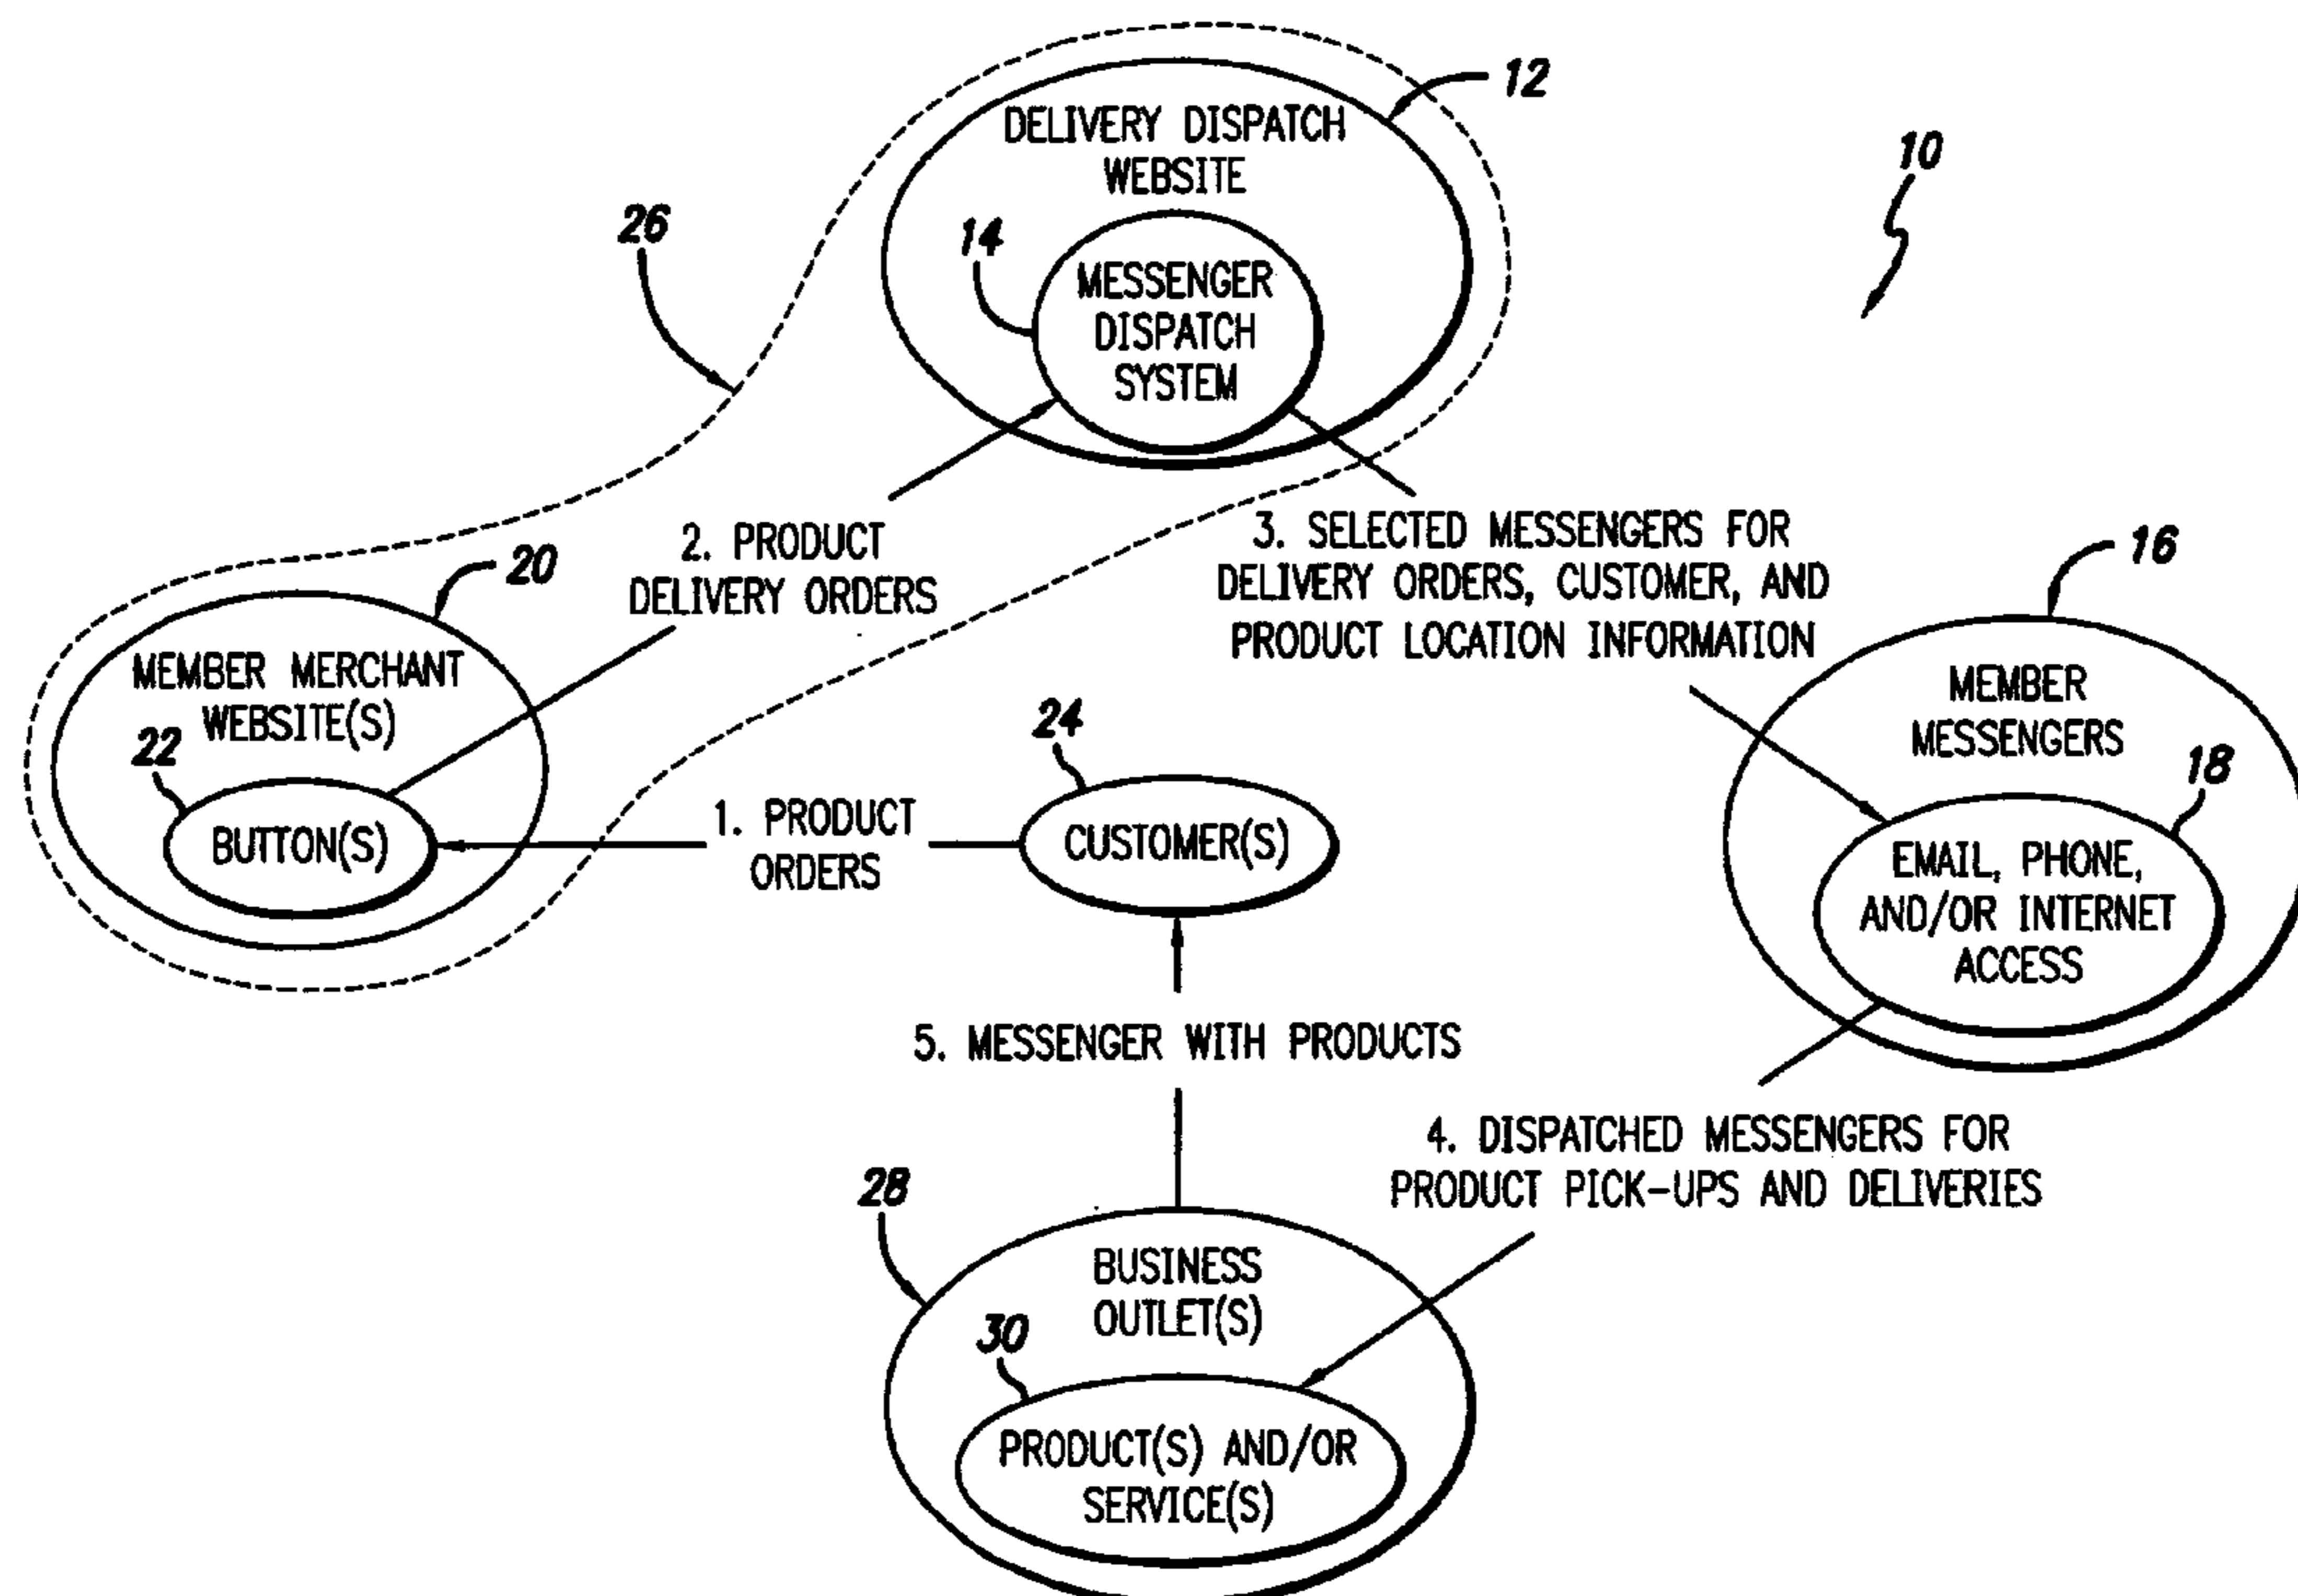 12
DELIVERY DISPATCH
WEBSITE
10
26
14
MESSENGER
DISPATCH
SYSTEM
2. PRODUCT
DELIVERY ORDERS
3. SELECTED MESSENGERS FOR
DELIVERY ORDERS, CUSTOMER, AND
PRODUCT LOCATION INFORMATION
20
MEMBER MERCHANT
WEBSITE(S)
22
BUTTON(S)
16
MEMBER
MESSENGERS
18
EMAIL, PHONE,
AND/OR INTERNET
ACCESS
24
CUSTOMER(S)
1. PRODUCT
ORDERS
5. MESSENGER WITH PRODUCTS
4. DISPATCHED MESSENGERS FOR
PRODUCT PICK-UPS AND DELIVERIES
28
BUSINESS
OUTLET(S)
30
PRODUCT(S) AND/OR
SERVICE(S)